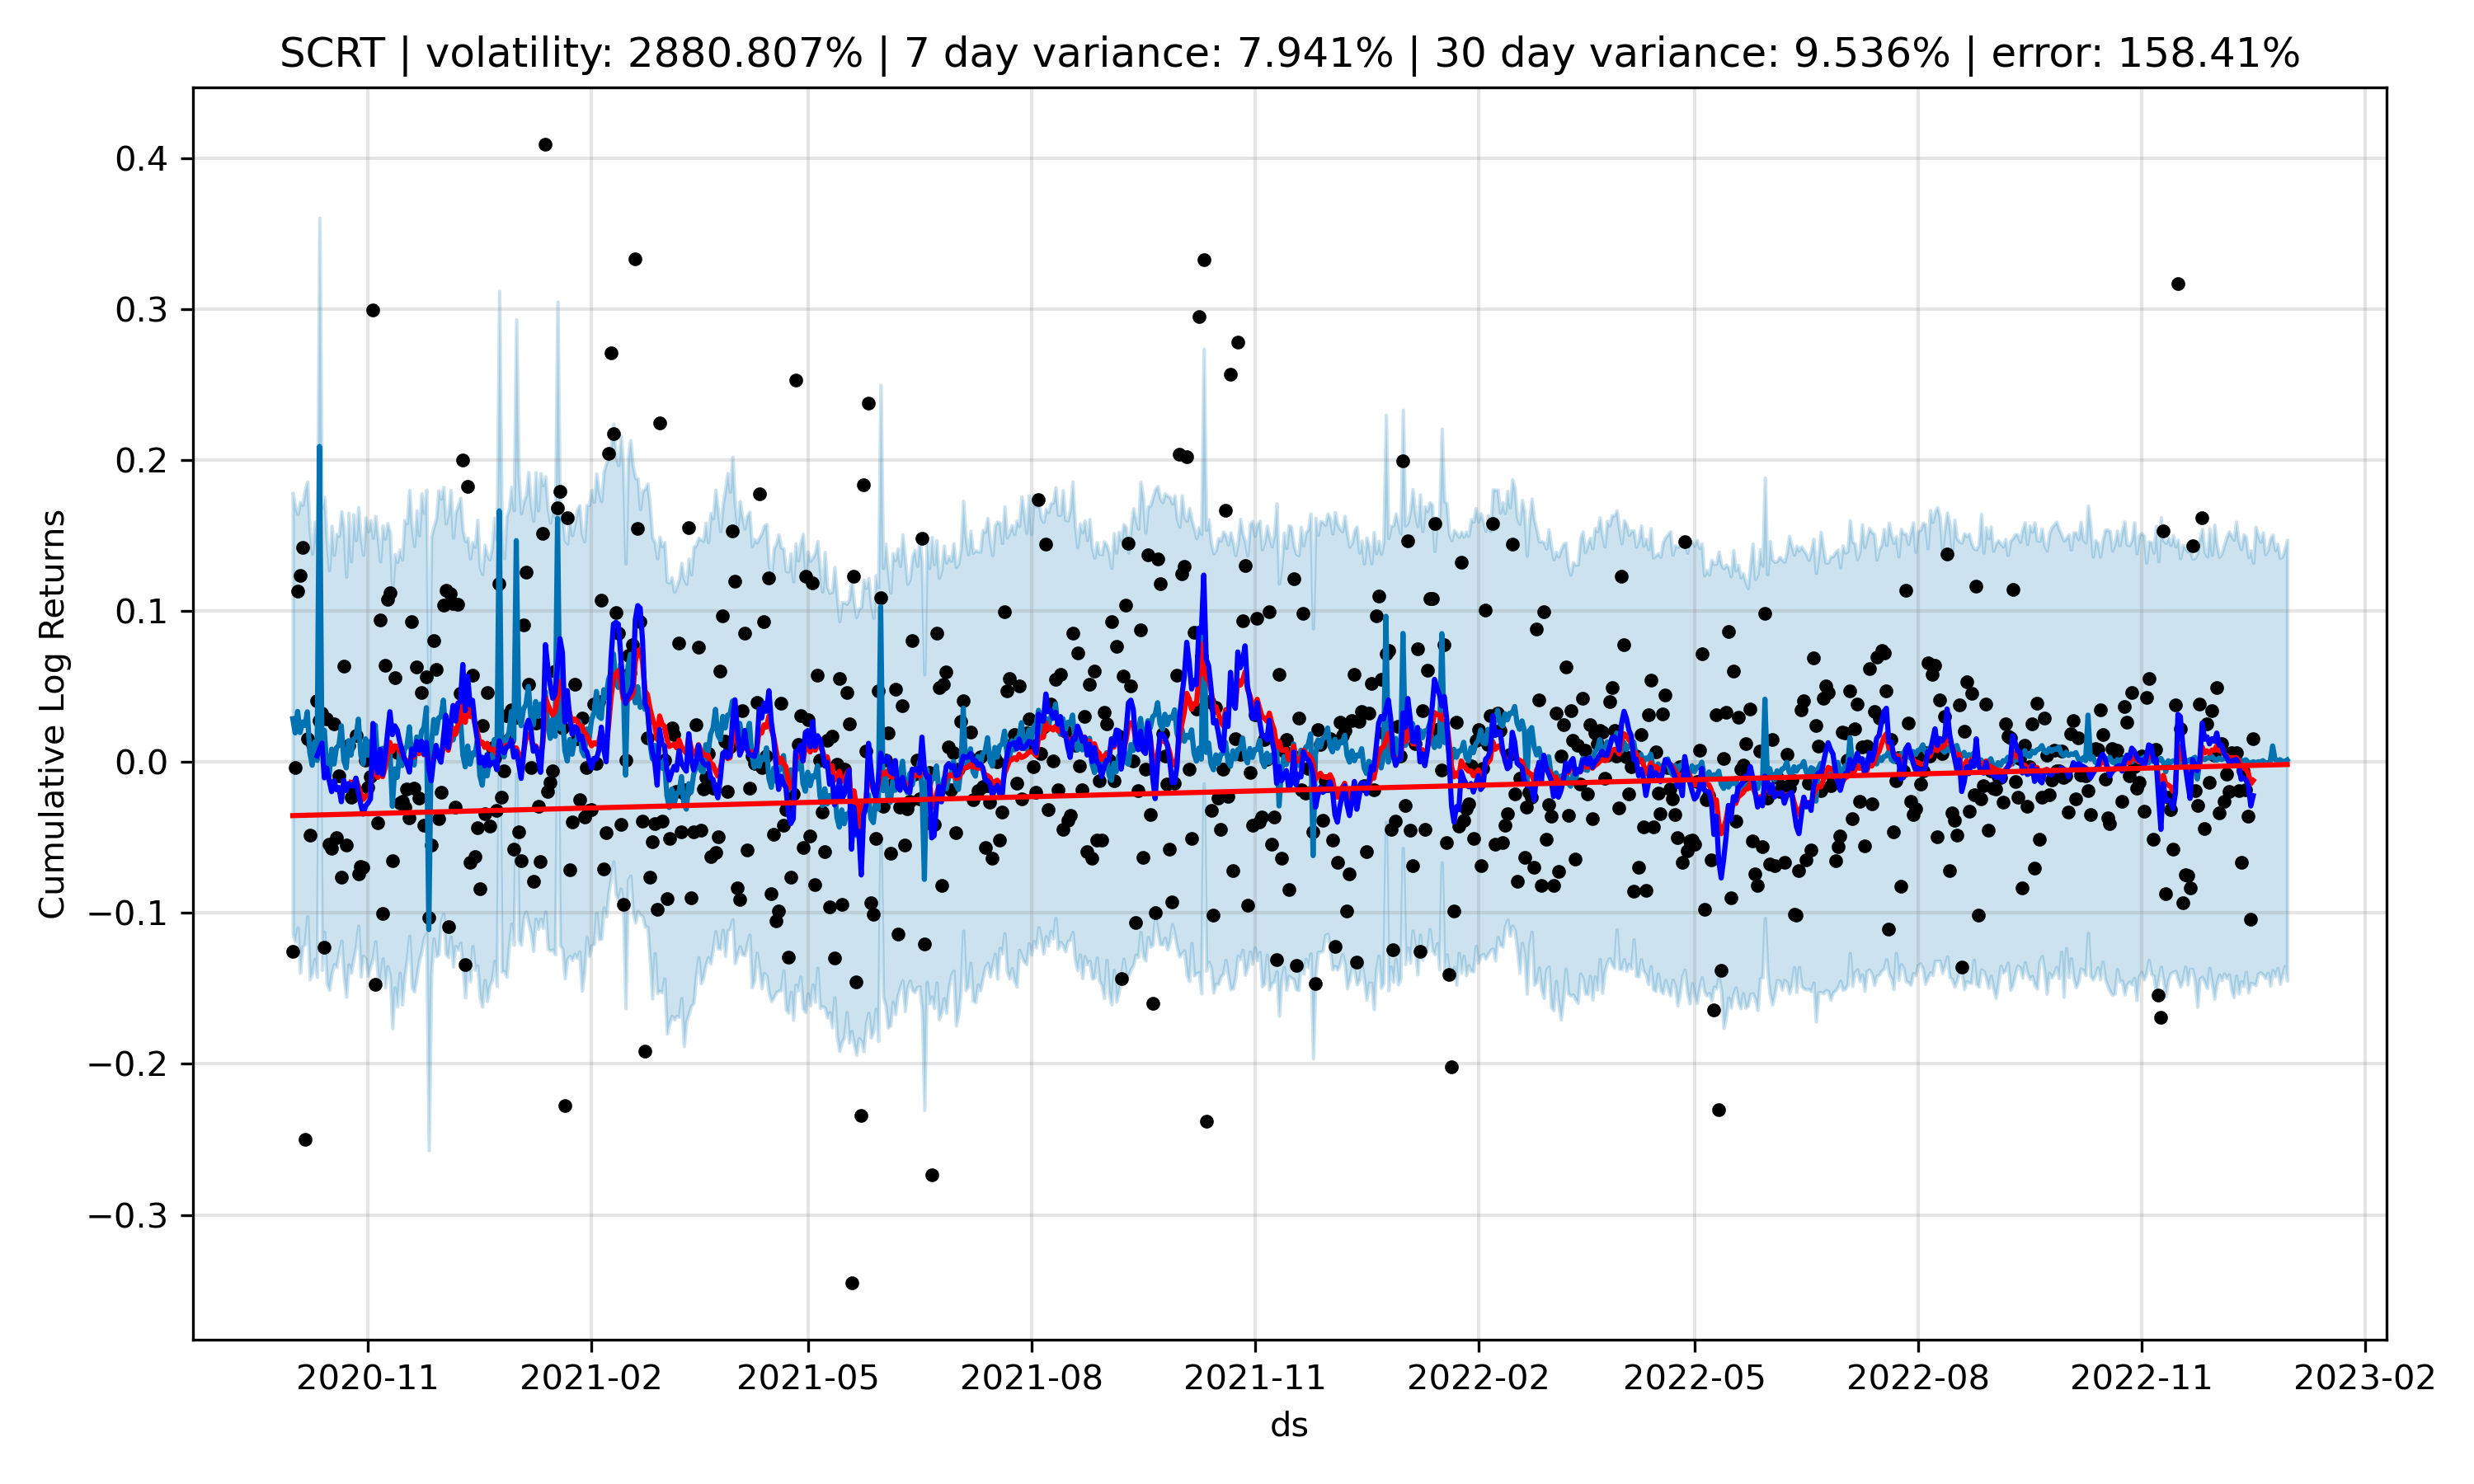 SCRT | volatility: 2880.807% | 7 day variance: 7.941% | 30 day variance: 9.536% | error: 158.41%
Cumulative Log Returns
0.4
0.3
0.2
0.1
0.0
−0.1
−0.2
−0.3
2020-11 2021-02 2021-05 2021-08 2021-11 2022-02 2022-05 2022-08 2022-11 2023-02
ds